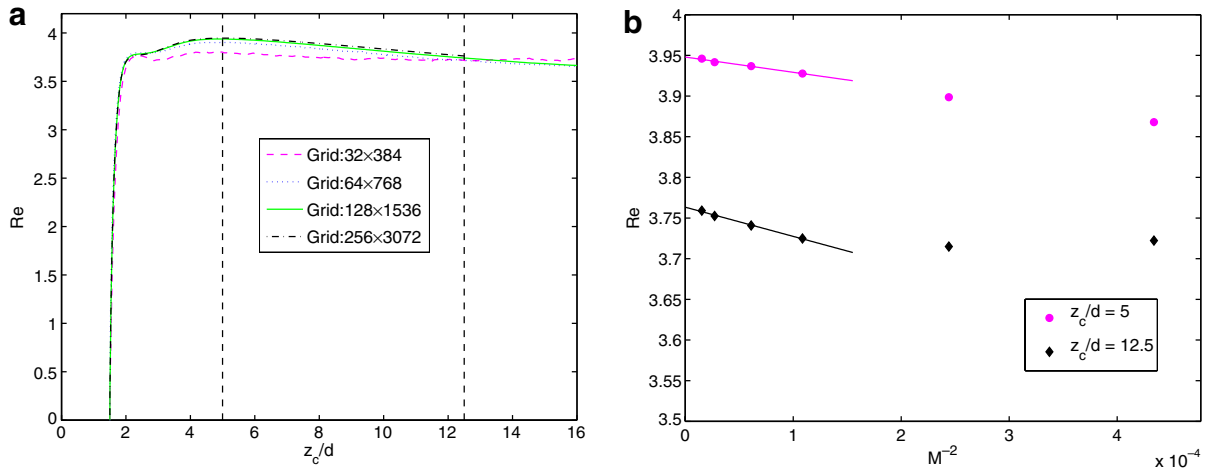 a
4
3.5
3
2.5
2
1.5
1
0.5
0
Re
0 2 4 6 8 10 12 14 16
z_c/d
Grid:32×384
Grid:64×768
Grid:128×1536
Grid:256×3072
b
4
3.95
3.9
3.85
3.8
3.75
3.7
3.65
3.6
3.55
3.5
Re
0 1 2 3 4
M⁻²
x 10⁻⁴
z_c/d = 5
z_c/d = 12.5